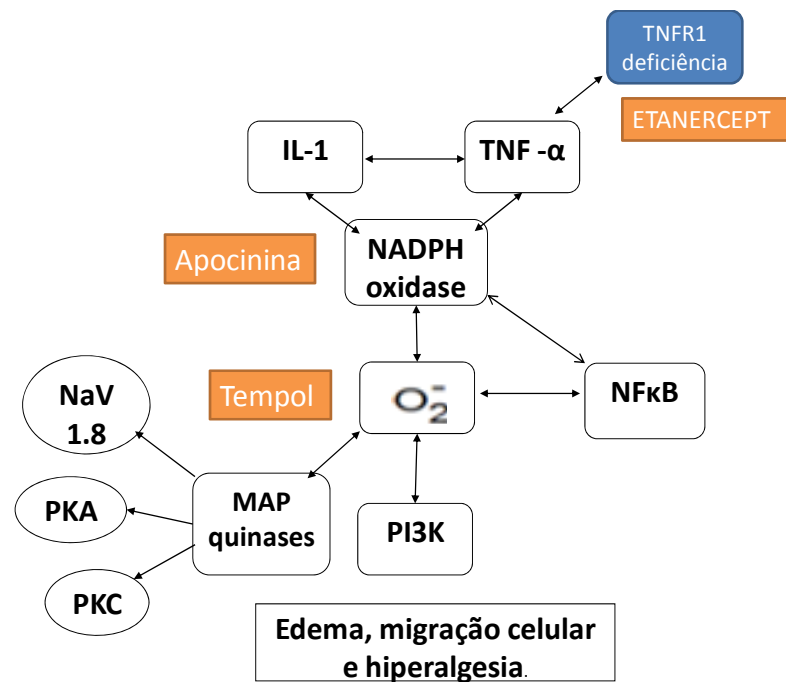 TNFR1
deficiência
ETANERCEPT
IL-1
TNF -α
Apocinina
NADPH
oxidase
Tempol
O₂⁻
NFκB
NaV
1.8
PKA
PKC
MAP
quinases
PI3K
Edema, migração celular
e hiperalgesia.